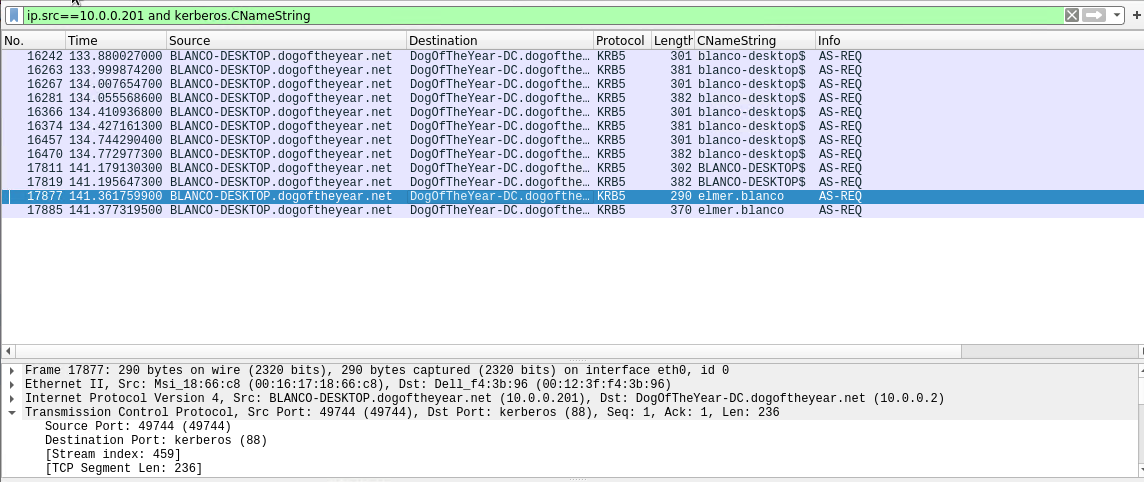 ip.src==10.0.0.201 and kerberos.CNameString
No. Time Source Destination Protocol Length CNameString Info
16242 133.880027000 BLANCO-DESKTOP.dogoftheyear.net DogOfTheYear-DC.dogofthe… KRB5 301 blanco-desktop$ AS-REQ
16263 133.999874200 BLANCO-DESKTOP.dogoftheyear.net DogOfTheYear-DC.dogofthe… KRB5 381 blanco-desktop$ AS-REQ
16267 134.007654700 BLANCO-DESKTOP.dogoftheyear.net DogOfTheYear-DC.dogofthe… KRB5 301 blanco-desktop$ AS-REQ
16281 134.055568600 BLANCO-DESKTOP.dogoftheyear.net DogOfTheYear-DC.dogofthe… KRB5 382 blanco-desktop$ AS-REQ
16366 134.410936800 BLANCO-DESKTOP.dogoftheyear.net DogOfTheYear-DC.dogofthe… KRB5 301 blanco-desktop$ AS-REQ
16374 134.427161300 BLANCO-DESKTOP.dogoftheyear.net DogOfTheYear-DC.dogofthe… KRB5 381 blanco-desktop$ AS-REQ
16457 134.744290400 BLANCO-DESKTOP.dogoftheyear.net DogOfTheYear-DC.dogofthe… KRB5 301 blanco-desktop$ AS-REQ
16470 134.772977300 BLANCO-DESKTOP.dogoftheyear.net DogOfTheYear-DC.dogofthe… KRB5 382 blanco-desktop$ AS-REQ
17811 141.179130300 BLANCO-DESKTOP.dogoftheyear.net DogOfTheYear-DC.dogofthe… KRB5 302 BLANCO-DESKTOP$ AS-REQ
17819 141.195647300 BLANCO-DESKTOP.dogoftheyear.net DogOfTheYear-DC.dogofthe… KRB5 382 BLANCO-DESKTOP$ AS-REQ
17877 141.361759900 BLANCO-DESKTOP.dogoftheyear.net DogOfTheYear-DC.dogofthe… KRB5 290 elmer.blanco AS-REQ
17885 141.377319500 BLANCO-DESKTOP.dogoftheyear.net DogOfTheYear-DC.dogofthe… KRB5 370 elmer.blanco AS-REQ
Frame 17877: 290 bytes on wire (2320 bits), 290 bytes captured (2320 bits) on interface eth0, id 0
Ethernet II, Src: Msi_18:66:c8 (00:16:17:18:66:c8), Dst: Dell_f4:3b:96 (00:12:3f:f4:3b:96)
Internet Protocol Version 4, Src: BLANCO-DESKTOP.dogoftheyear.net (10.0.0.201), Dst: DogOfTheYear-DC.dogoftheyear.net (10.0.0.2)
Transmission Control Protocol, Src Port: 49744 (49744), Dst Port: kerberos (88), Seq: 1, Ack: 1, Len: 236
Source Port: 49744 (49744)
Destination Port: kerberos (88)
[Stream index: 459]
[TCP Segment Len: 236]